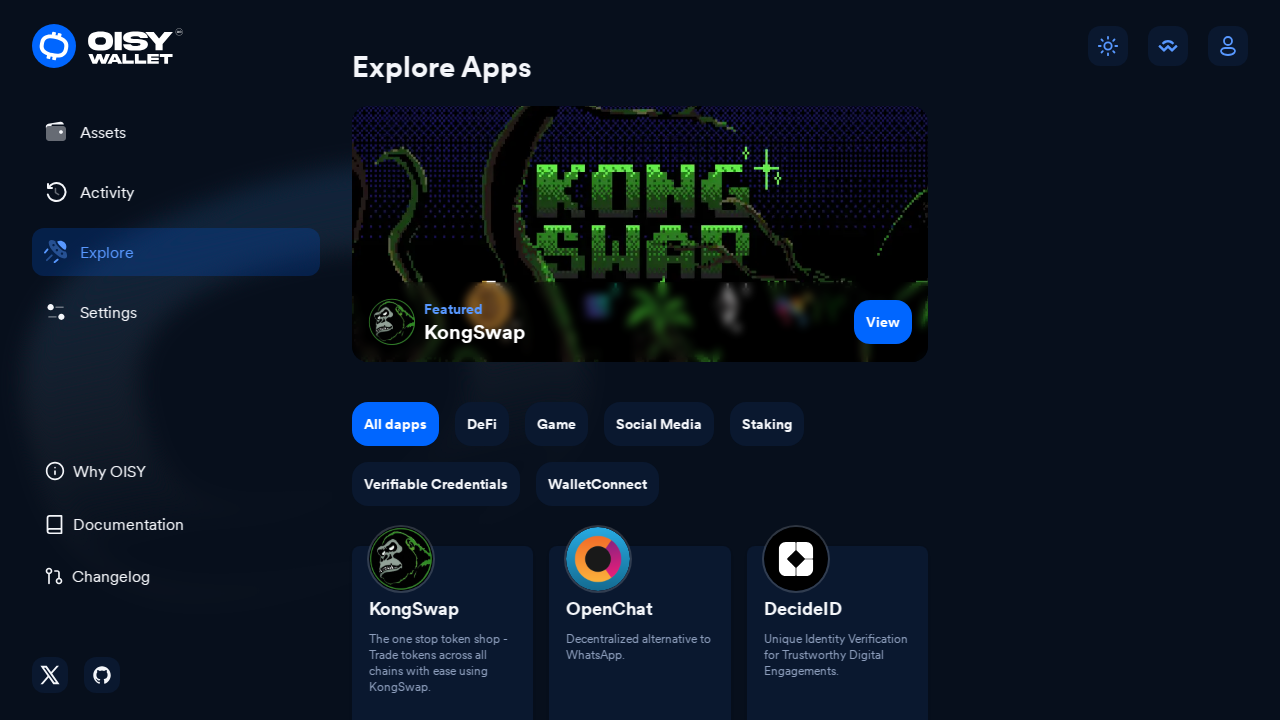 OISY
WALLET
Assets
Activity
Explore
Settings
Why OISY
Documentation
Changelog
Explore Apps
KONG
SWAP
Featured
KongSwap
View
All dapps
DeFi
Game
Social Media
Staking
Verifiable Credentials
WalletConnect
KongSwap
The one stop token shop -
Trade tokens across all
chains with ease using
KongSwap.
OpenChat
Decentralized alternative to
WhatsApp.
DecideID
Unique Identity Verification
for Trustworthy Digital
Engagements.